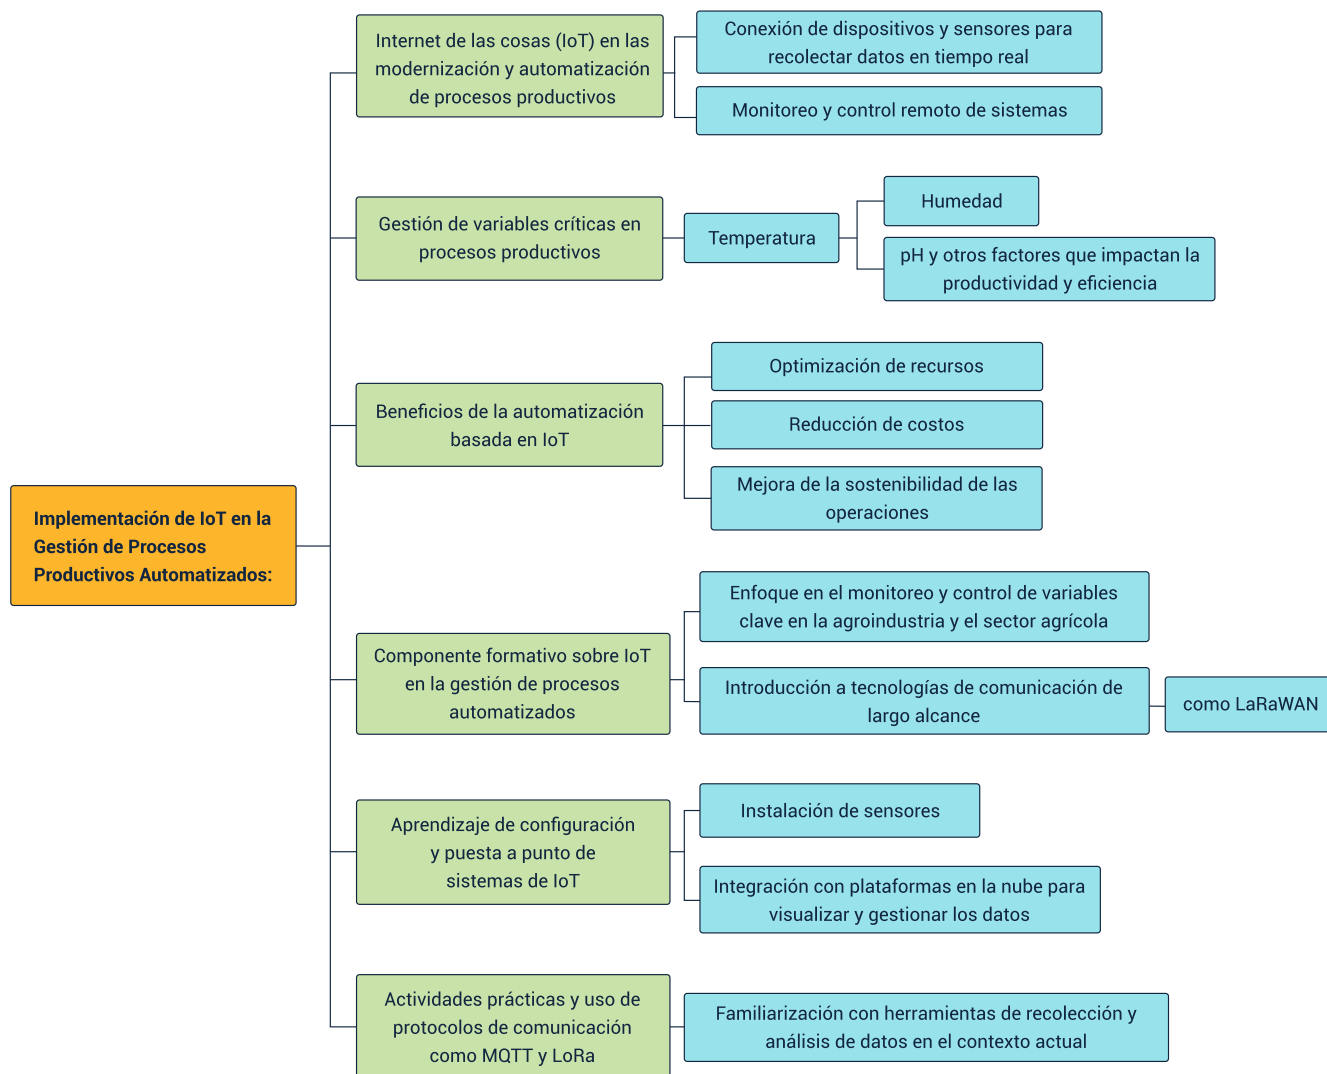 Internet de las cosas (IoT) en las
modernización y automatización
de procesos productivos
Conexión de dispositivos y sensores para
recolectar datos en tiempo real
Monitoreo y control remoto de sistemas
Gestión de variables críticas en
procesos productivos
Temperatura
Humedad
pH y otros factores que impactan la
productividad y eficiencia
Beneficios de la automatización
basada en IoT
Optimización de recursos
Reducción de costos
Mejora de la sostenibilidad de las
operaciones
Implementación de IoT en la
Gestión de Procesos
Productivos Automatizados:
Componente formativo sobre IoT
en la gestión de procesos
automatizados
Enfoque en el monitoreo y control de variables
clave en la agroindustria y el sector agrícola
Introducción a tecnologías de comunicación de
largo alcance
como LaRaWAN
Aprendizaje de configuración
y puesta a punto de
sistemas de IoT
Instalación de sensores
Integración con plataformas en la nube para
visualizar y gestionar los datos
Actividades prácticas y uso de
protocolos de comunicación
como MQTT y LoRa
Familiarización con herramientas de recolección y
análisis de datos en el contexto actual